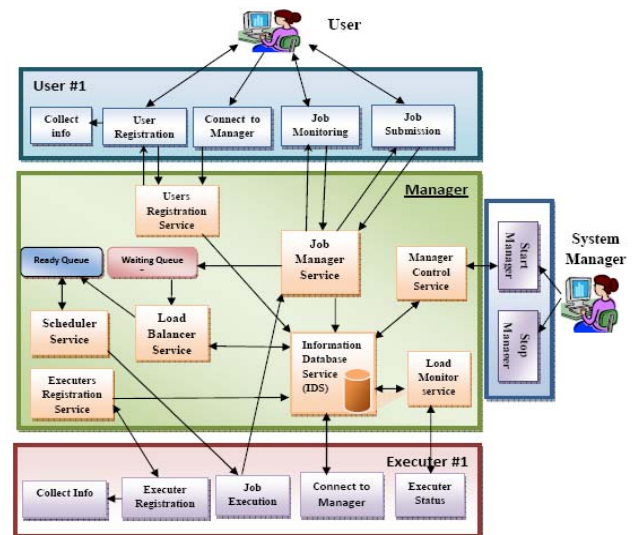 User
User #1
Collect
info
User
Registration
Connect to
Manager
Job
Monitoring
Job
Submission
Manager
Users
Registration
Service
Job
Manager
Service
Manager
Control
Service
Ready Queue
Waiting Queue
Scheduler
Service
Load
Balancer
Service
Information
Database
Service
(IDS)
Load
Monitor
service
Executers
Registration
Service
Start
Manager
Stop
Manager
System
Manager
Executer #1
Collect Info
Executer
Registration
Job
Execution
Connect to
Manager
Executer
Status